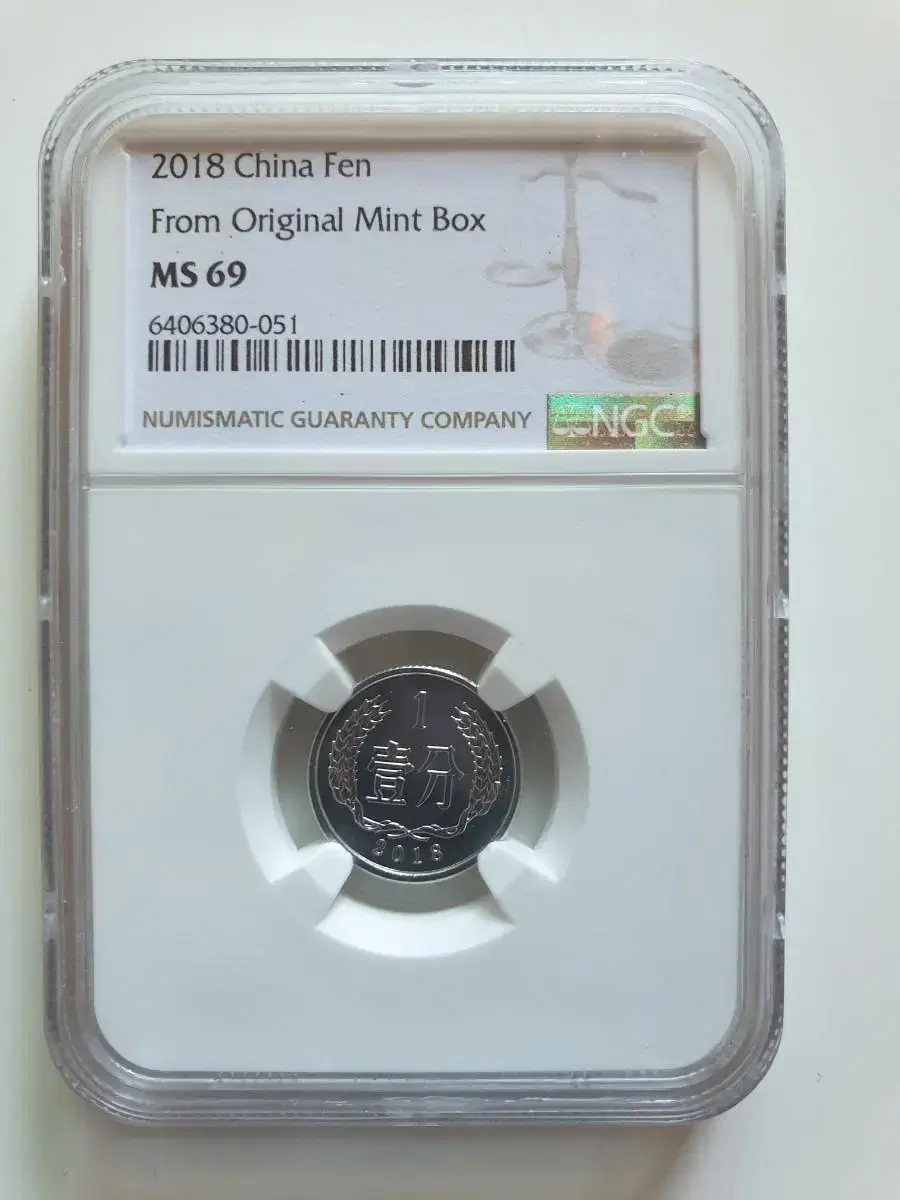 2018 China Fen
From Original Mint Box
MS 69
6406380-051
NUMISMATIC GUARANTY COMPANY
NGC
1
壹分
2018